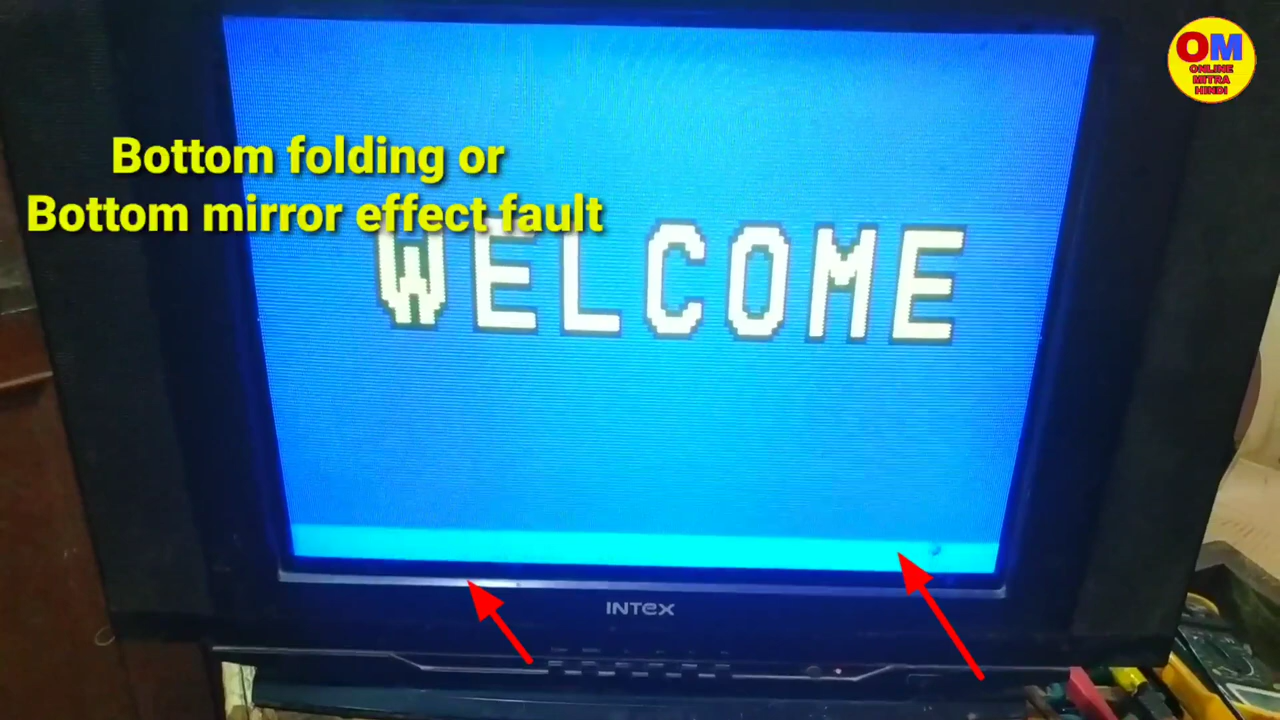 OM
ONLINE
MITRA
HINDI
Bottom folding or
Bottom mirror effect fault
WELCOME
INTEX